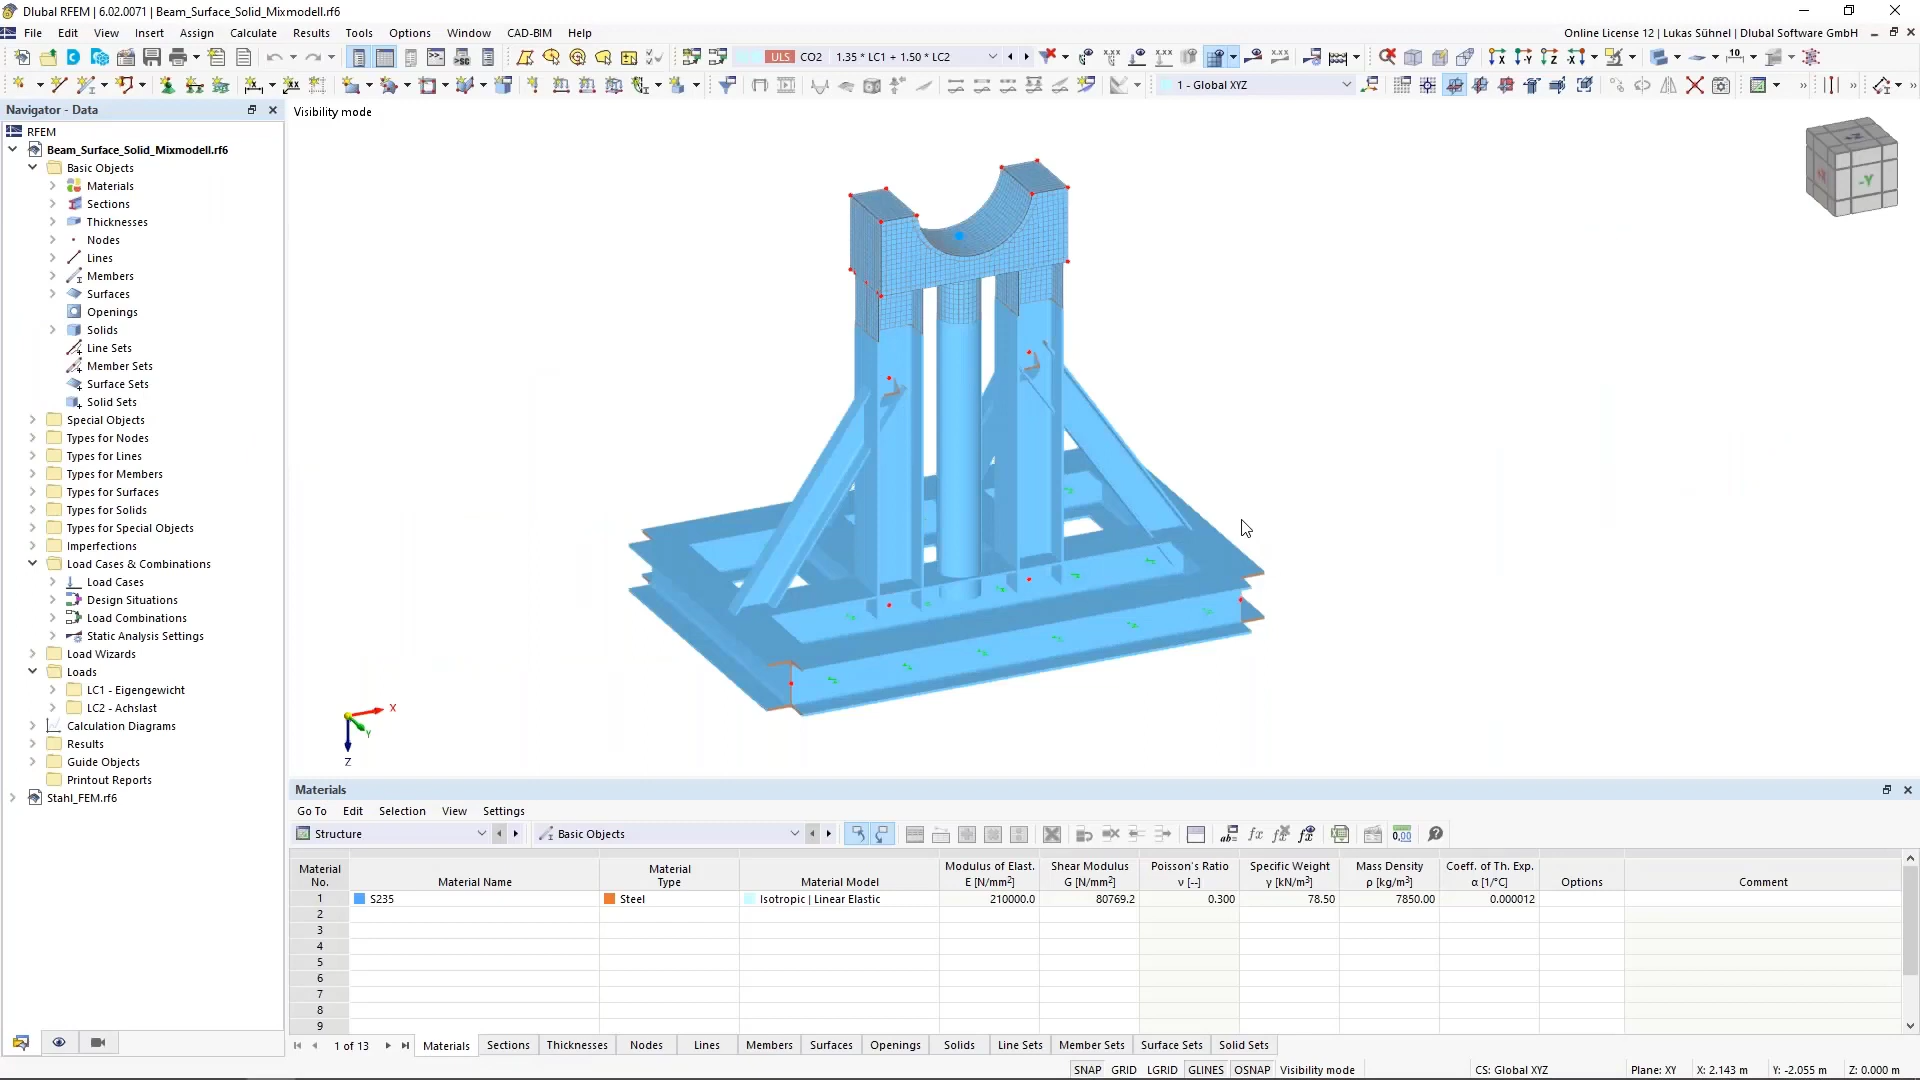 Dlubal RFEM | 6.02.0071 | Beam_Surface_Solid_Mixmodell.rf6
File Edit View Insert Assign Calculate Results Tools Options Window CAD-BIM Help
Online License 12 | Lukas Sühnel | Dlubal Software GmbH
ULS CO2 1.35 * LC1 + 1.50 * LC2
1 - Global XYZ
Navigator - Data
Visibility mode
RFEM
Beam_Surface_Solid_Mixmodell.rf6
Basic Objects
Materials
Sections
Thicknesses
Nodes
Lines
Members
Surfaces
Openings
Solids
Line Sets
Member Sets
Surface Sets
Solid Sets
Special Objects
Types for Nodes
Types for Lines
Types for Members
Types for Surfaces
Types for Solids
Types for Special Objects
Imperfections
Load Cases & Combinations
Load Cases
Design Situations
Load Combinations
Static Analysis Settings
Load Wizards
Loads
LC1 - Eigengewicht
LC2 - Achslast
Calculation Diagrams
Results
Guide Objects
Printout Reports
Stahl_FEM.rf6
-Y
X
Y
Z
Materials
Go To Edit Selection View Settings
Structure Basic Objects
Material No. Material Name Material Type Material Model Modulus of Elast. E [N/mm²] Shear Modulus G [N/mm²] Poisson's Ratio ν [--] Specific Weight γ [kN/m³] Mass Density ρ [kg/m³] Coeff. of Th. Exp. α [1/°C] Options Comment
1 S235 Steel Isotropic | Linear Elastic 210000.0 80769.2 0.300 78.50 7850.00 0.000012
2
3
4
5
6
7
8
9
1 of 13 Materials Sections Thicknesses Nodes Lines Members Surfaces Openings Solids Line Sets Member Sets Surface Sets Solid Sets
SNAP GRID LGRID GLINES OSNAP Visibility mode CS: Global XYZ Plane: XY X: 2.143 m Y: -2.055 m Z: 0.000 m